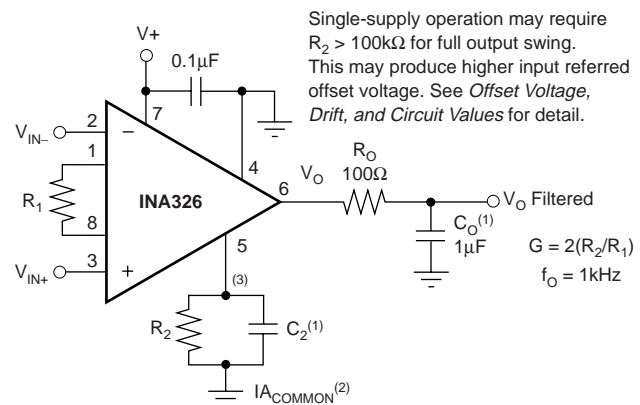 Single-supply operation may require
R2 > 100kΩ for full output swing.
This may produce higher input referred
offset voltage. See Offset Voltage,
Drift, and Circuit Values for detail.
V+
0.1μF
7
VIN–
2
–
1
4
R1
INA326
6
VO
RO
100Ω
VO Filtered
8
5
CO(1)
1μF
G = 2(R2/R1)
fO = 1kHz
VIN+
3
+
(3)
R2
C2(1)
IACOMMON(2)